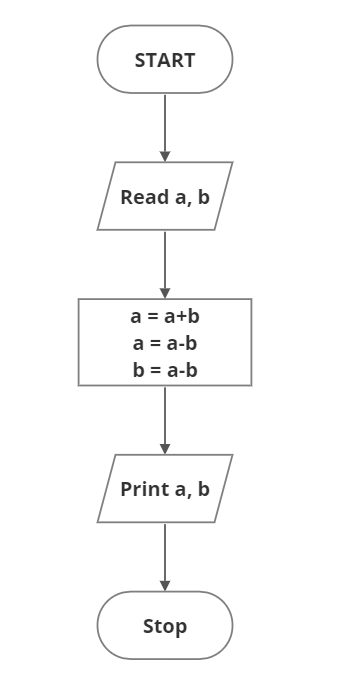 START
Read a, b
a = a+b
a = a-b
b = a-b
Print a, b
Stop